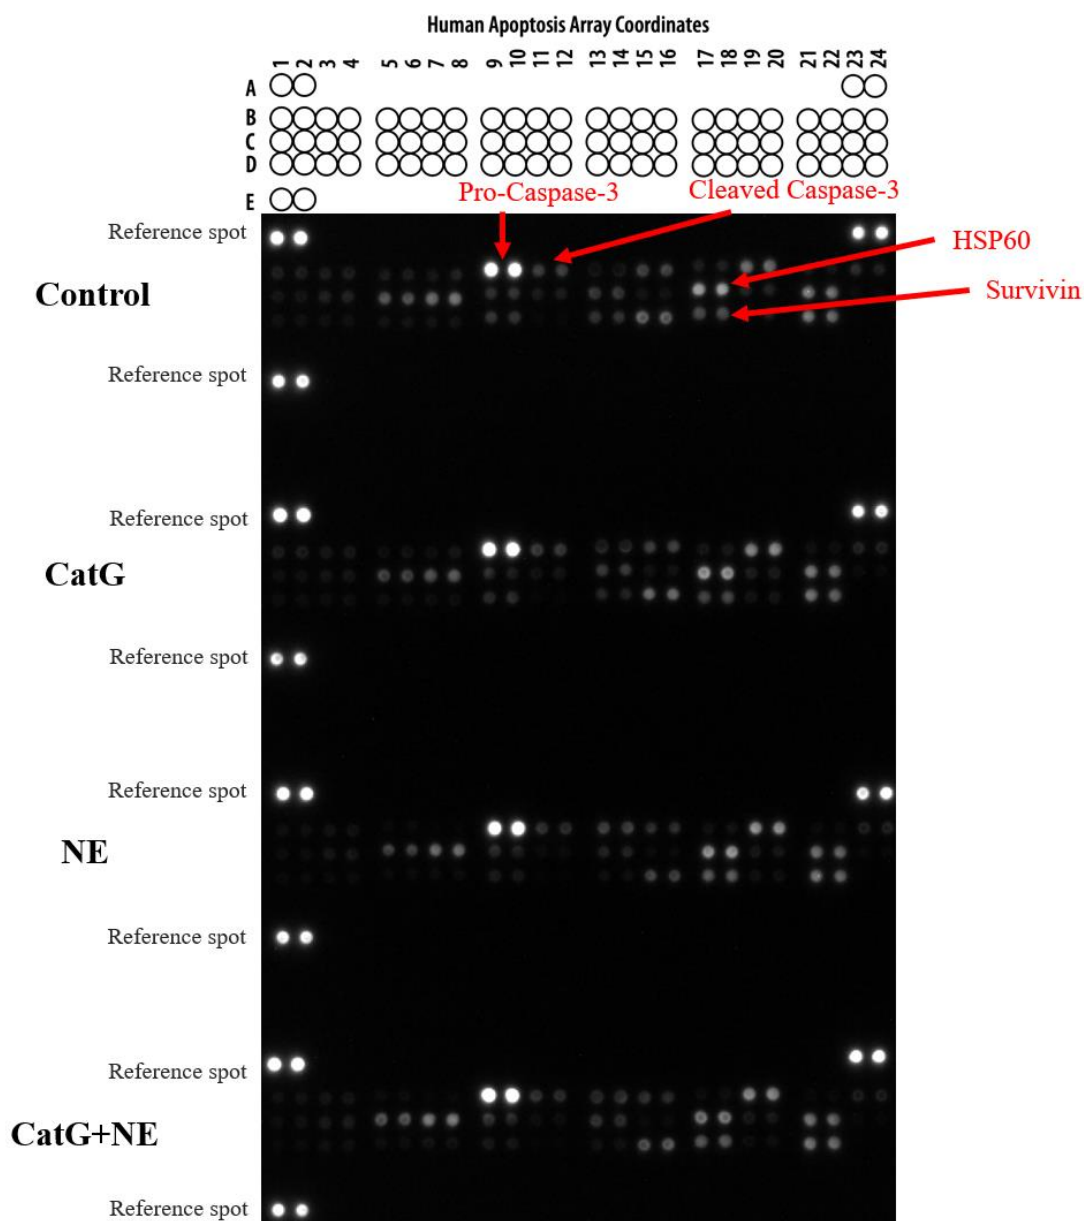 Human Apoptosis Array Coordinates
1 2 3 4 5 6 7 8 9 10 11 12 13 14 15 16 17 18 19 20 21 22 23 24
A
B
C
D
Pro-Caspase-3 Cleaved Caspase-3
E
Reference spot
HSP60
Control
Survivin
Reference spot
Reference spot
CatG
Reference spot
Reference spot
NE
Reference spot
Reference spot
CatG+NE
Reference spot